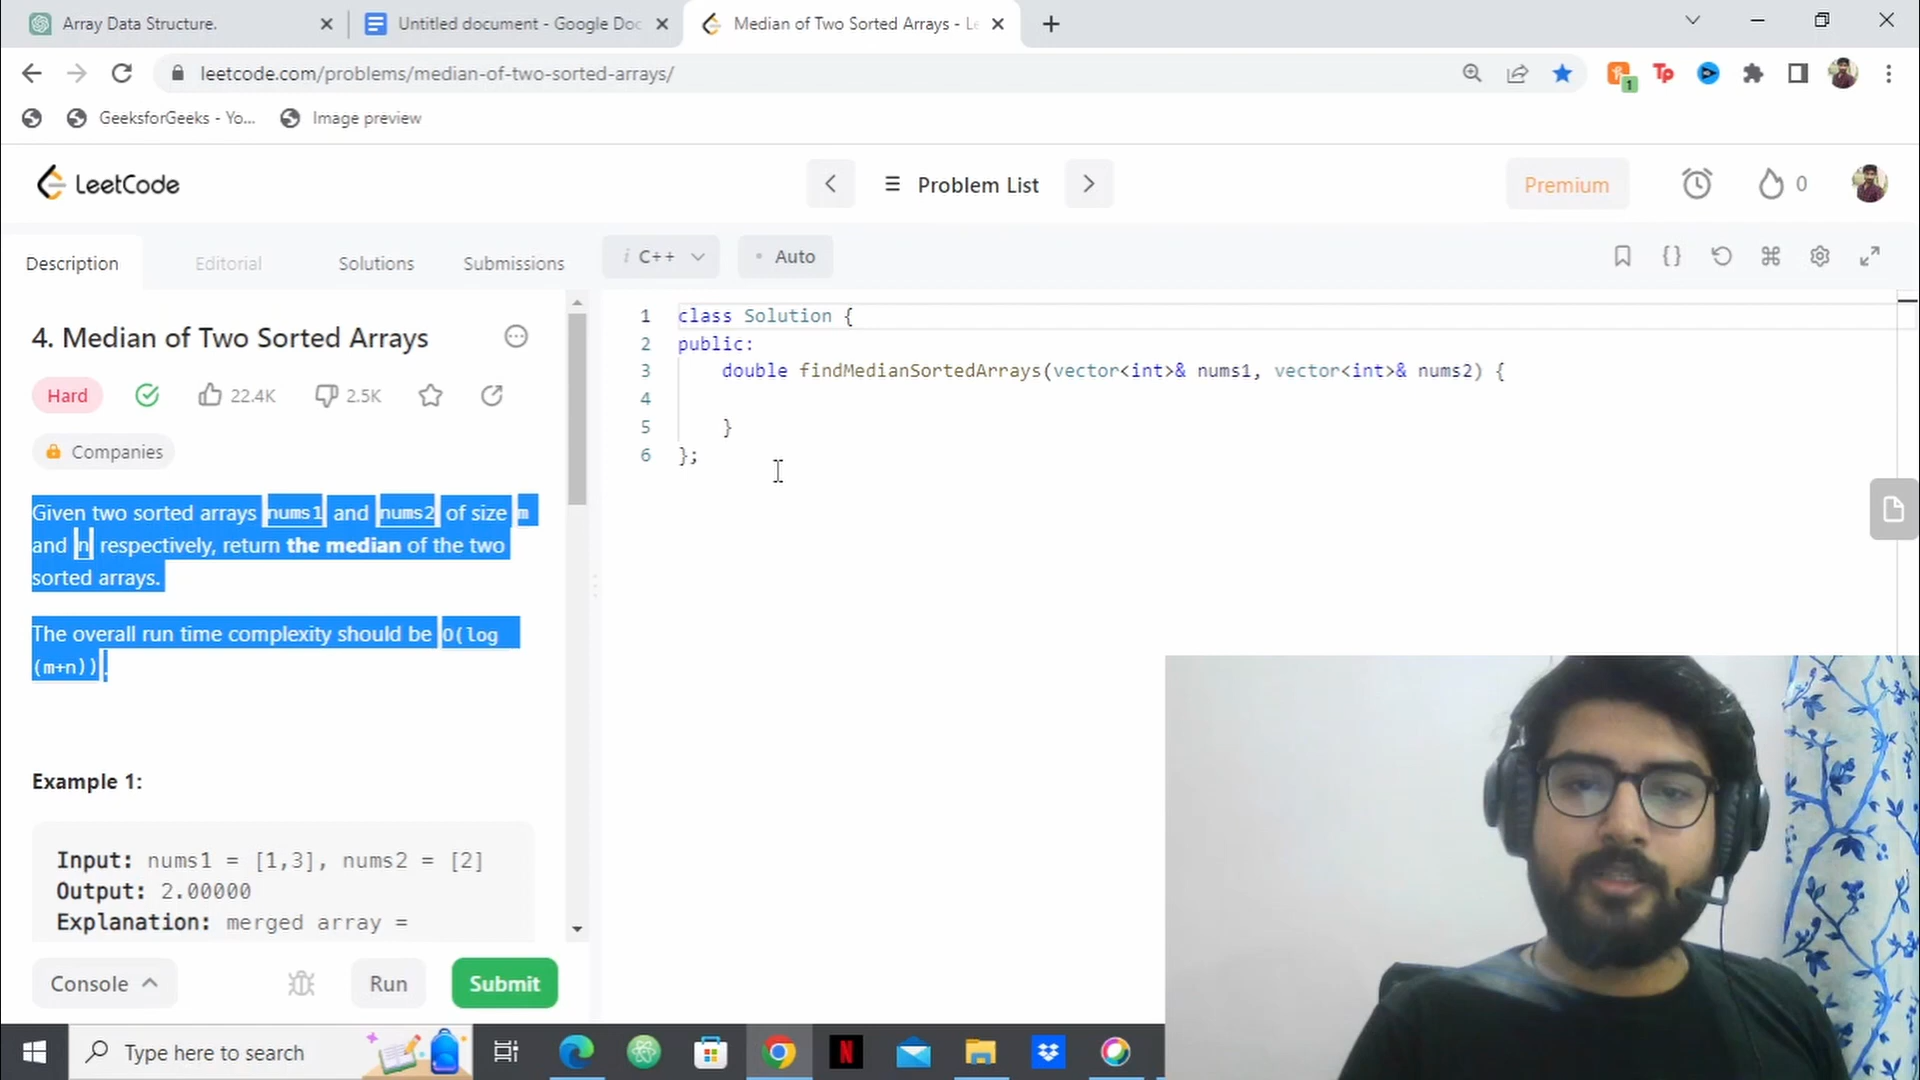 Array Data Structure.
Untitled document - Google Doc
Median of Two Sorted Arrays - Le
leetcode.com/problems/median-of-two-sorted-arrays/
1
Tp
GeeksforGeeks - Yo...
Image preview
LeetCode
Problem List
Premium
0
Description
Editorial
Solutions
Submissions
i C++
• Auto
4. Median of Two Sorted Arrays
Hard
22.4K
2.5K
Companies
Given two sorted arrays nums1 and nums2 of size m
and n respectively, return the median of the two
sorted arrays.
The overall run time complexity should be O(log
(m+n)).
Example 1:
Input: nums1 = [1,3], nums2 = [2]
Output: 2.00000
Explanation: merged array =
Console
Run
Submit
1 class Solution {
2 public:
3 double findMedianSortedArrays(vector<int>& nums1, vector<int>& nums2) {
4
5 }
6 };
Type here to search
N